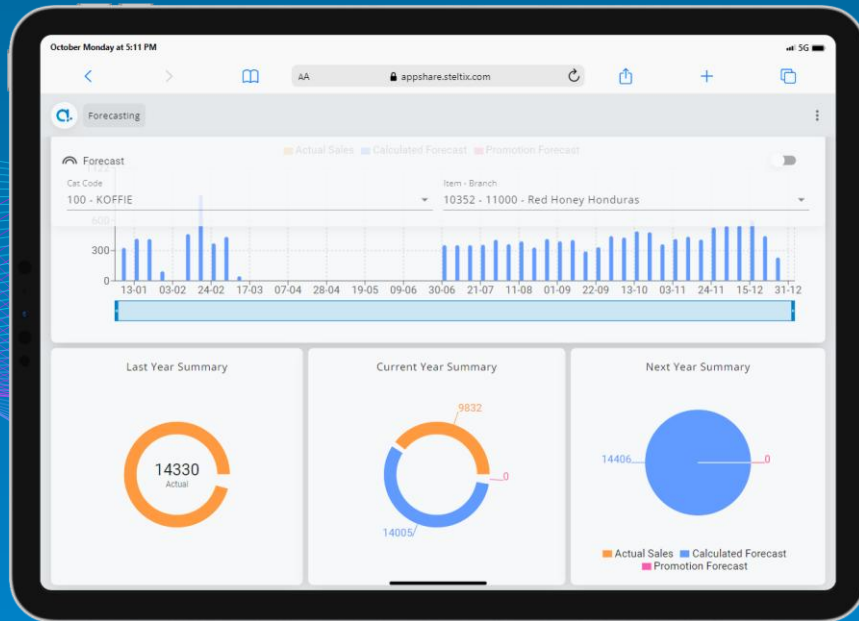 October Monday at 5:11 PM
5G
AA
appshare.steltix.com
Forecasting
Actual Sales Calculated Forecast Promotion Forecast
Forecast
1122
Cat Code
Item - Branch
100 - KOFFIE
10352 - 11000 - Red Honey Honduras
600
300
0
13-01 03-02 24-02 17-03 07-04 28-04 19-05 09-06 30-06 21-07 11-08 01-09 22-09 13-10 03-11 24-11 15-12 31-12
Last Year Summary
Current Year Summary
Next Year Summary
9832
14330
Actual
14406
0
0
14005
Actual Sales Calculated Forecast
Promotion Forecast